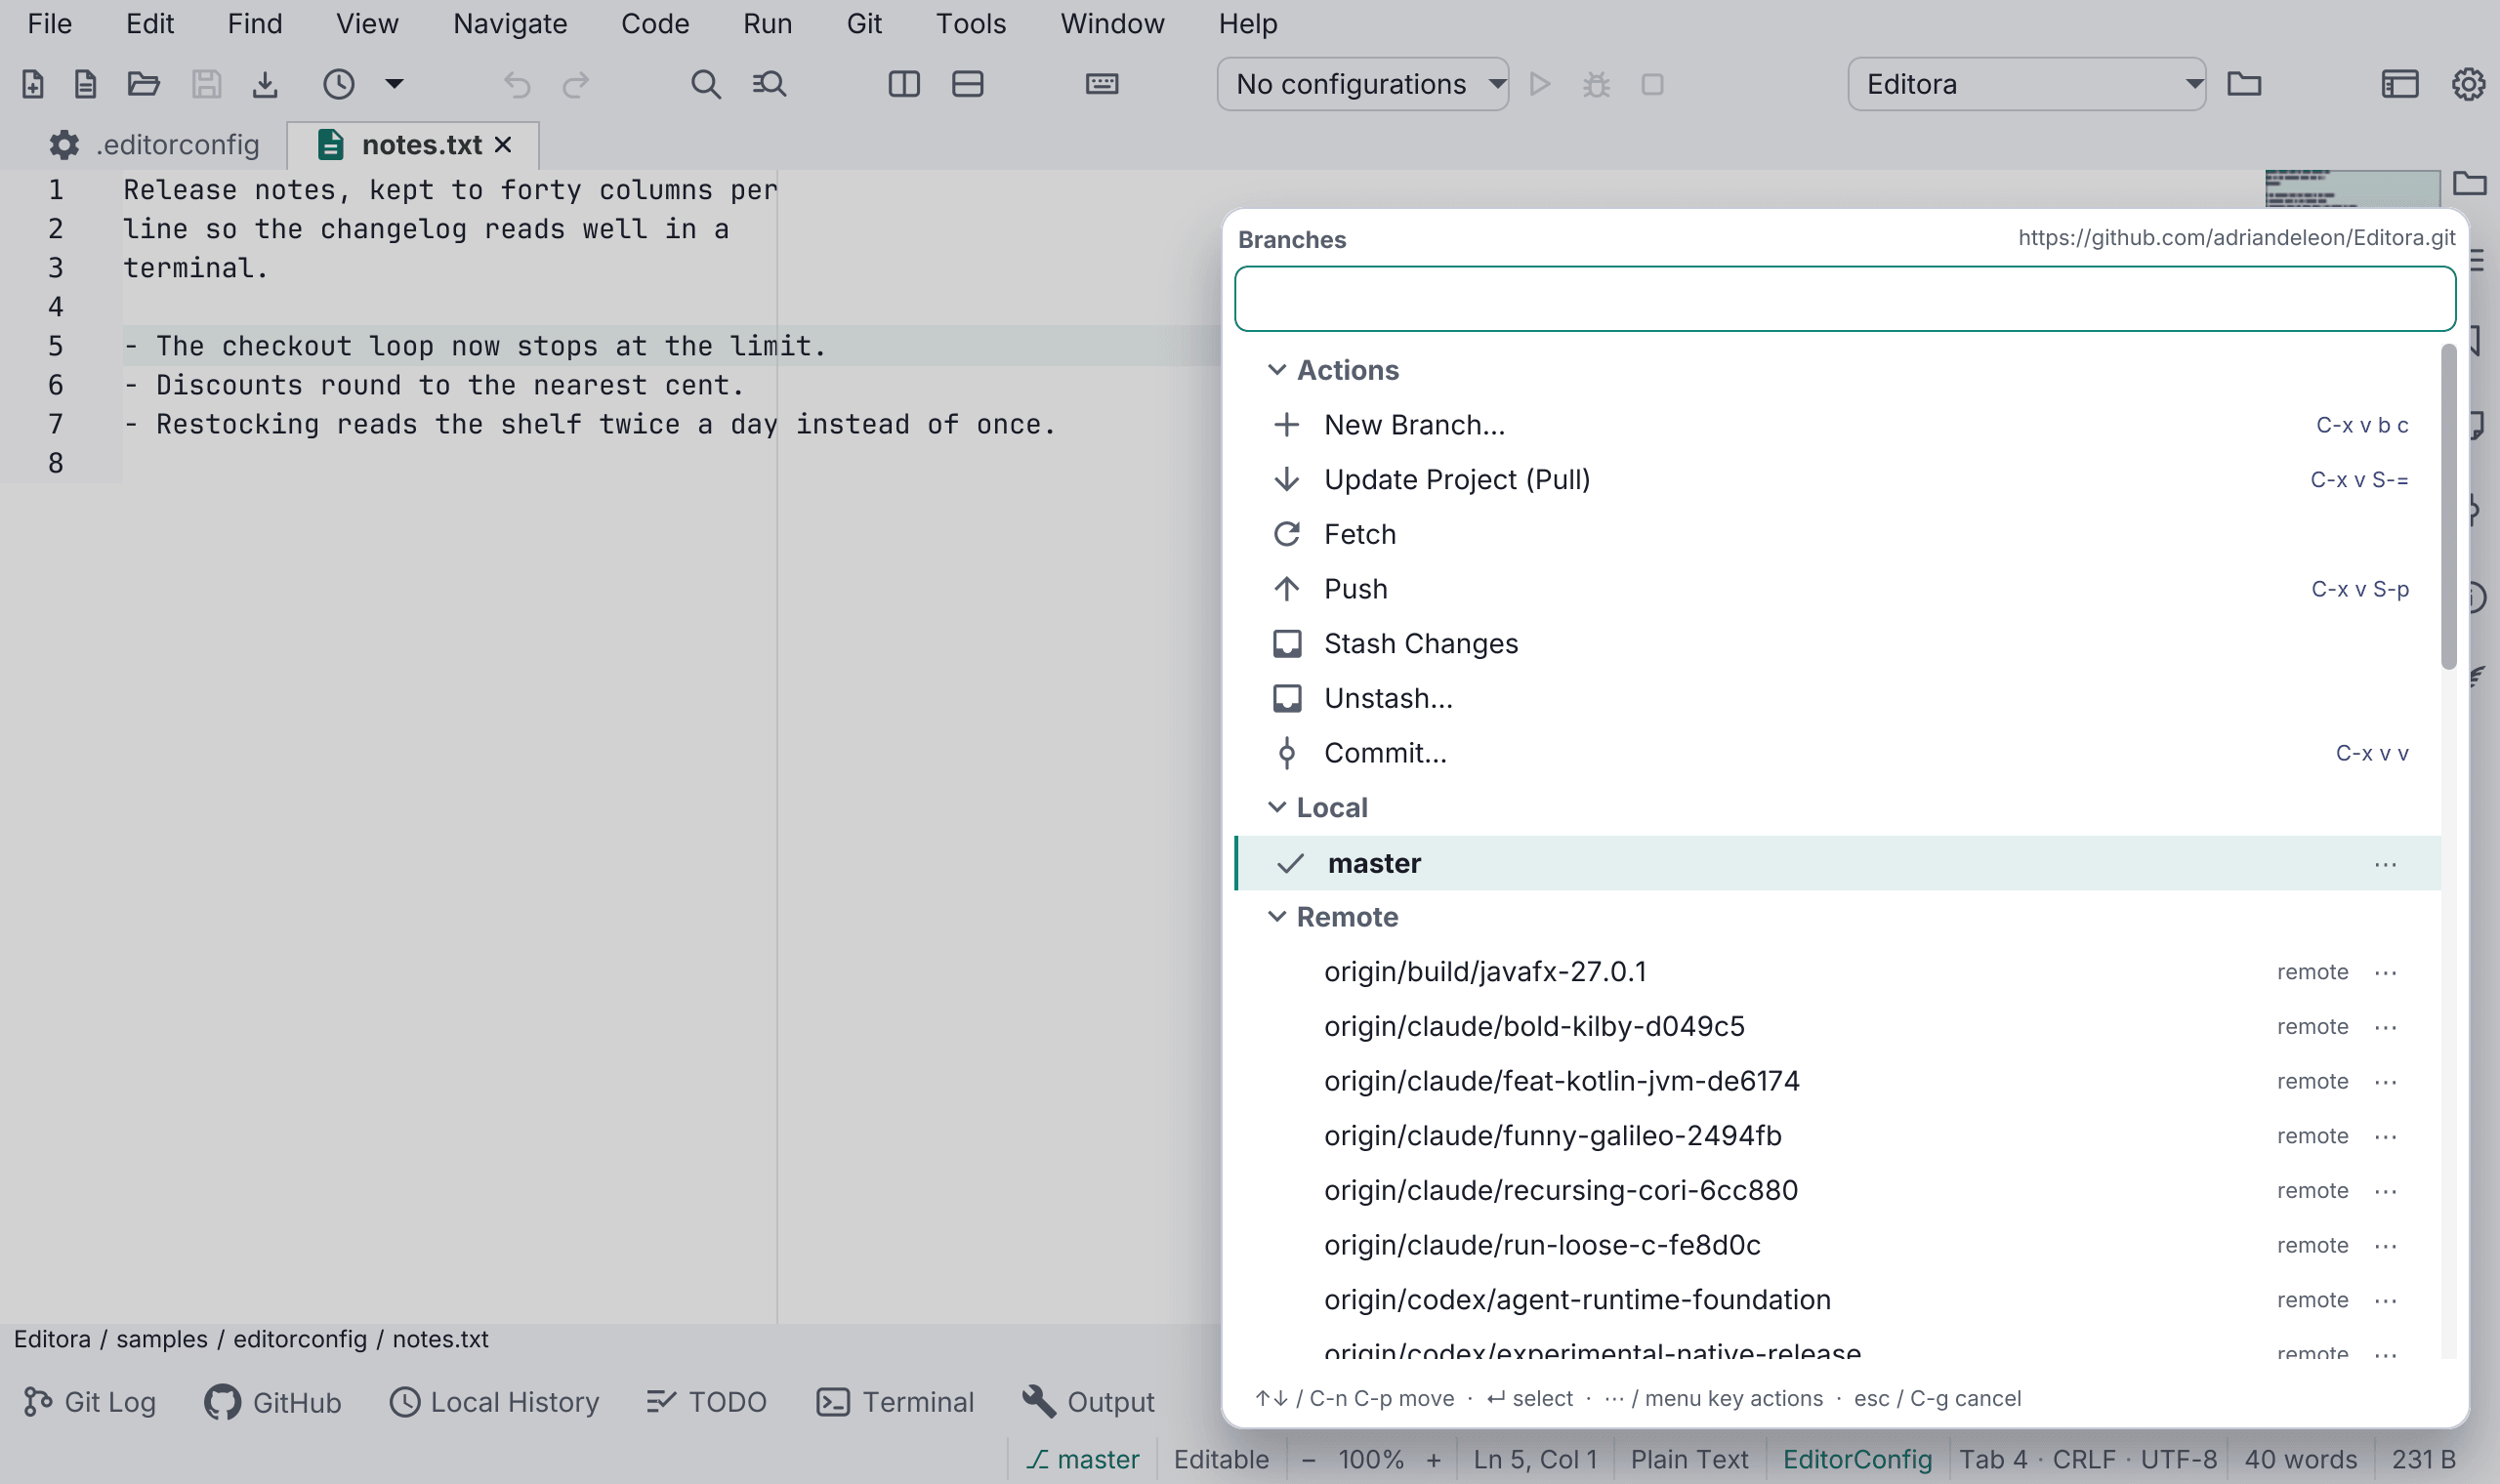 File Edit Find View Navigate Code Run Git Tools Window Help
No configurations
Editora
.editorconfig
notes.txt
1 Release notes, kept to forty columns per
2 line so the changelog reads well in a
3 terminal.
4
5 - The checkout loop now stops at the limit.
6 - Discounts round to the nearest cent.
7 - Restocking reads the shelf twice a day instead of once.
8
Branches https://github.com/adriandeleon/Editora.git
Actions
New Branch... C-x v b c
Update Project (Pull) C-x v S-=
Fetch
Push C-x v S-p
Stash Changes
Unstash...
Commit... C-x v v
Local
master ···
Remote
origin/build/javafx-27.0.1 remote ···
origin/claude/bold-kilby-d049c5 remote ···
origin/claude/feat-kotlin-jvm-de6174 remote ···
origin/claude/funny-galileo-2494fb remote ···
origin/claude/recursing-cori-6cc880 remote ···
origin/claude/run-loose-c-fe8d0c remote ···
origin/codex/agent-runtime-foundation remote ···
origin/codex/experimental-native-release remote ···
↑↓ / C-n C-p move · ↵ select · ··· / menu key actions · esc / C-g cancel
Editora / samples / editorconfig / notes.txt
Git Log GitHub Local History TODO Terminal Output
master Editable − 100% + Ln 5, Col 1 Plain Text EditorConfig Tab 4 · CRLF · UTF-8 40 words 231 B